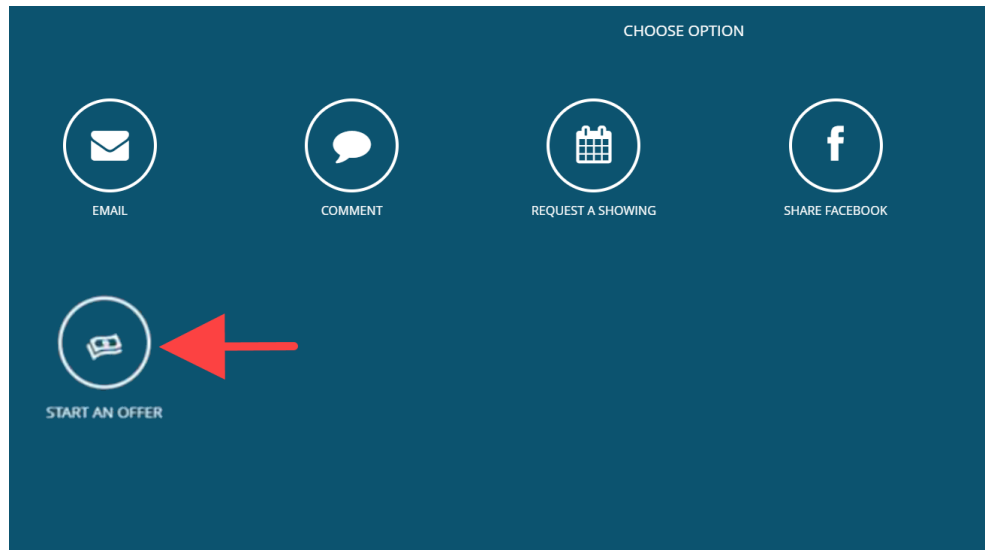 CHOOSE OPTION
EMAIL
COMMENT
REQUEST A SHOWING
SHARE FACEBOOK
START AN OFFER